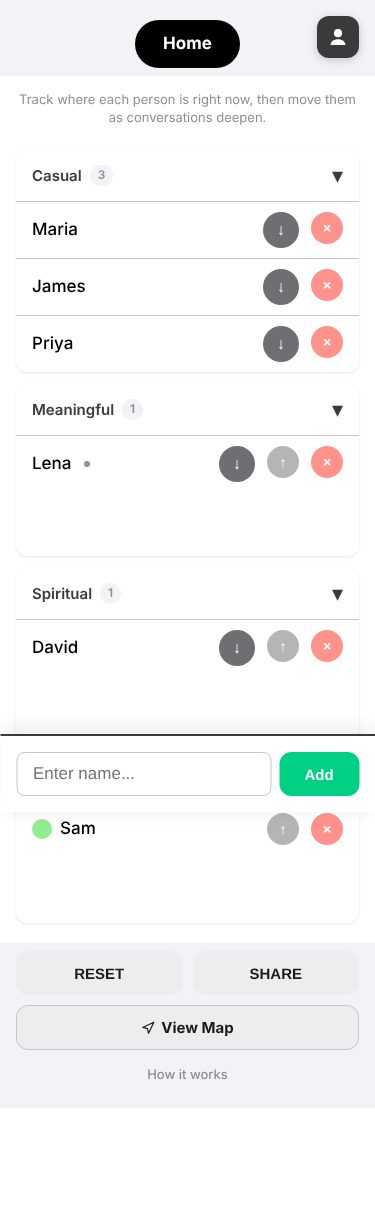 Home
Track where each person is right now, then move them
as conversations deepen.
Casual 3 ▼
Maria ↓ ×
James ↓ ×
Priya ↓ ×
Meaningful 1 ▼
Lena ↓ ↑ ×
Spiritual 1 ▼
David ↓ ↑ ×
Enter name... Add
Sam ↑ ×
RESET SHARE
View Map
How it works